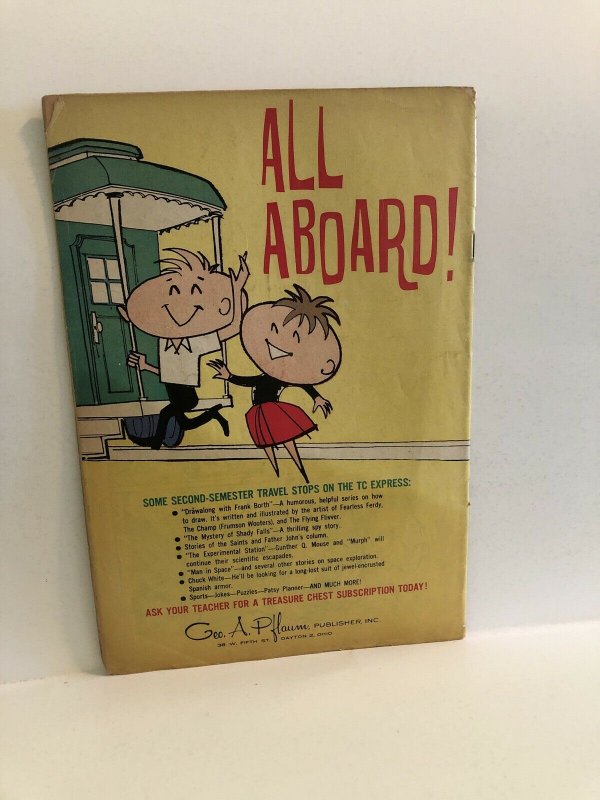 ALL
ABOARD!
SOME SECOND-SEMESTER TRAVEL STOPS ON THE TC EXPRESS:
● "Drawalong with Frank Borth"—A humorous, helpful series on how
to draw. It's written and illustrated by the artist of Fearless Ferdy,
The Champ (Frumson Wooters), and The Flying Flivver.
● "The Mystery of Shady Falls"—A thrilling spy story.
● Stories of the Saints and Father John's column.
● "The Experimental Station"—Gunther Q. Mouse and "Murph" will
continue their scientific escapades.
● "Man in Space"—and several other stories on space exploration.
● Chuck White—He'll be looking for a long-lost suit of jewel-encrusted
Spanish armor.
● Sports—Jokes—Puzzles—Patsy Planner—AND MUCH MORE!
ASK YOUR TEACHER FOR A TREASURE CHEST SUBSCRIPTION TODAY!
Geo. A. Pflaum, PUBLISHER, INC.
38 W. FIFTH ST. DAYTON 2, OHIO